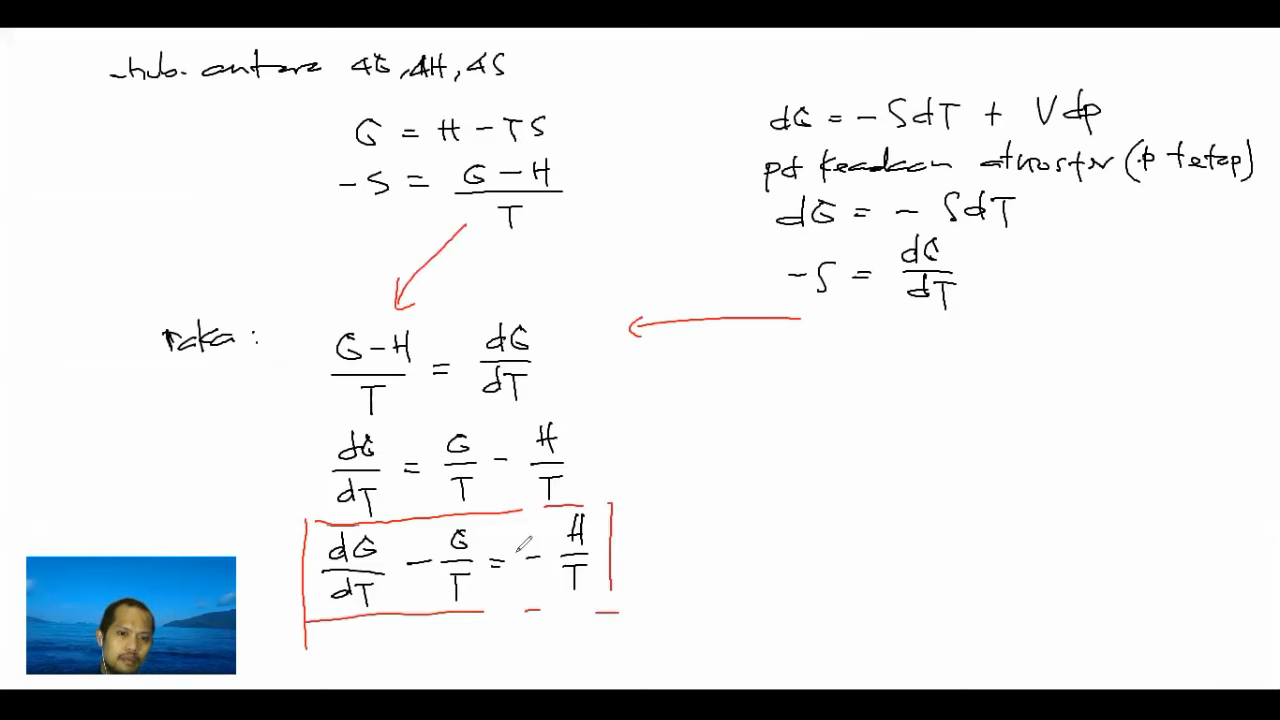 -hub. antara ΔG, ΔH, ΔS
G = H - TS
-S = (G - H)/T
dG = - SdT + Vdp
pd keadaan atmosfer (p tetap)
dG = - SdT
-S = dG/dT
maka :
(G - H)/T = dG/dT
dG/dT = G/T - H/T
dG/dT - G/T = - H/T